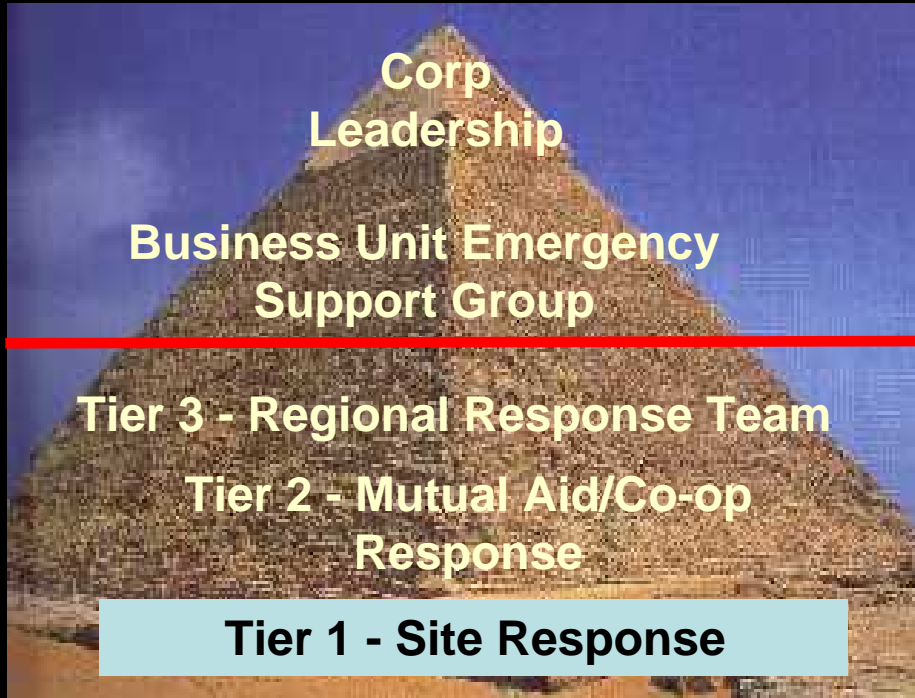 Corp
Leadership
Business Unit Emergency
Support Group
Tier 3 - Regional Response Team
Tier 2 - Mutual Aid/Co-op
Response
Tier 1 - Site Response